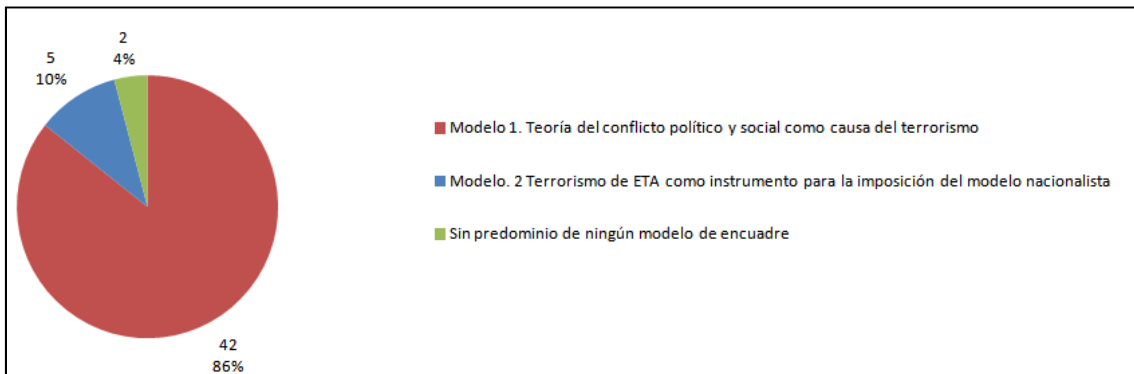 2
4%
5
10%
42
86%
Modelo 1. Teoría del conflicto político y social como causa del terrorismo
Modelo. 2 Terrorismo de ETA como instrumento para la imposición del modelo nacionalista
Sin predominio de ningún modelo de encuadre